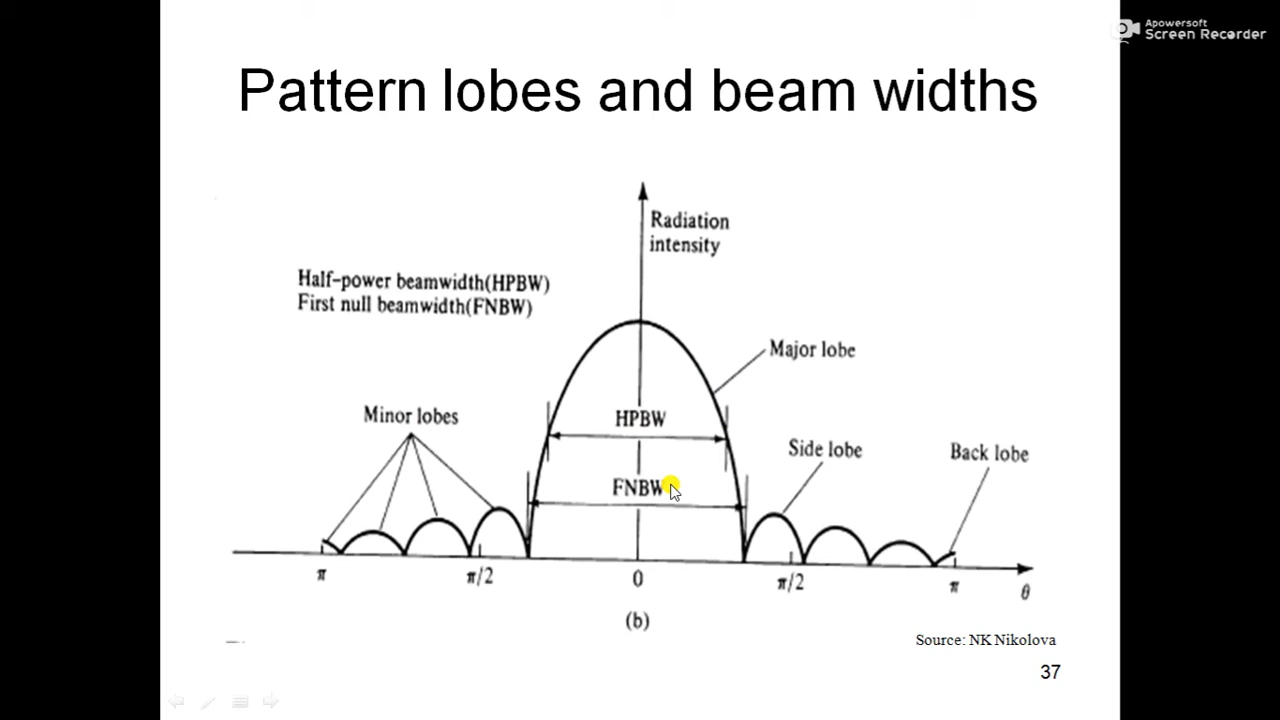 Apowersoft
Screen Recorder
Pattern lobes and beam widths
Radiation
intensity
Half-power beamwidth(HPBW)
First null beamwidth(FNBW)
Major lobe
Minor lobes
HPBW
Side lobe
Back lobe
FNBW
π π/2 0 π/2 π θ
(b)
Source: NK Nikolova
37